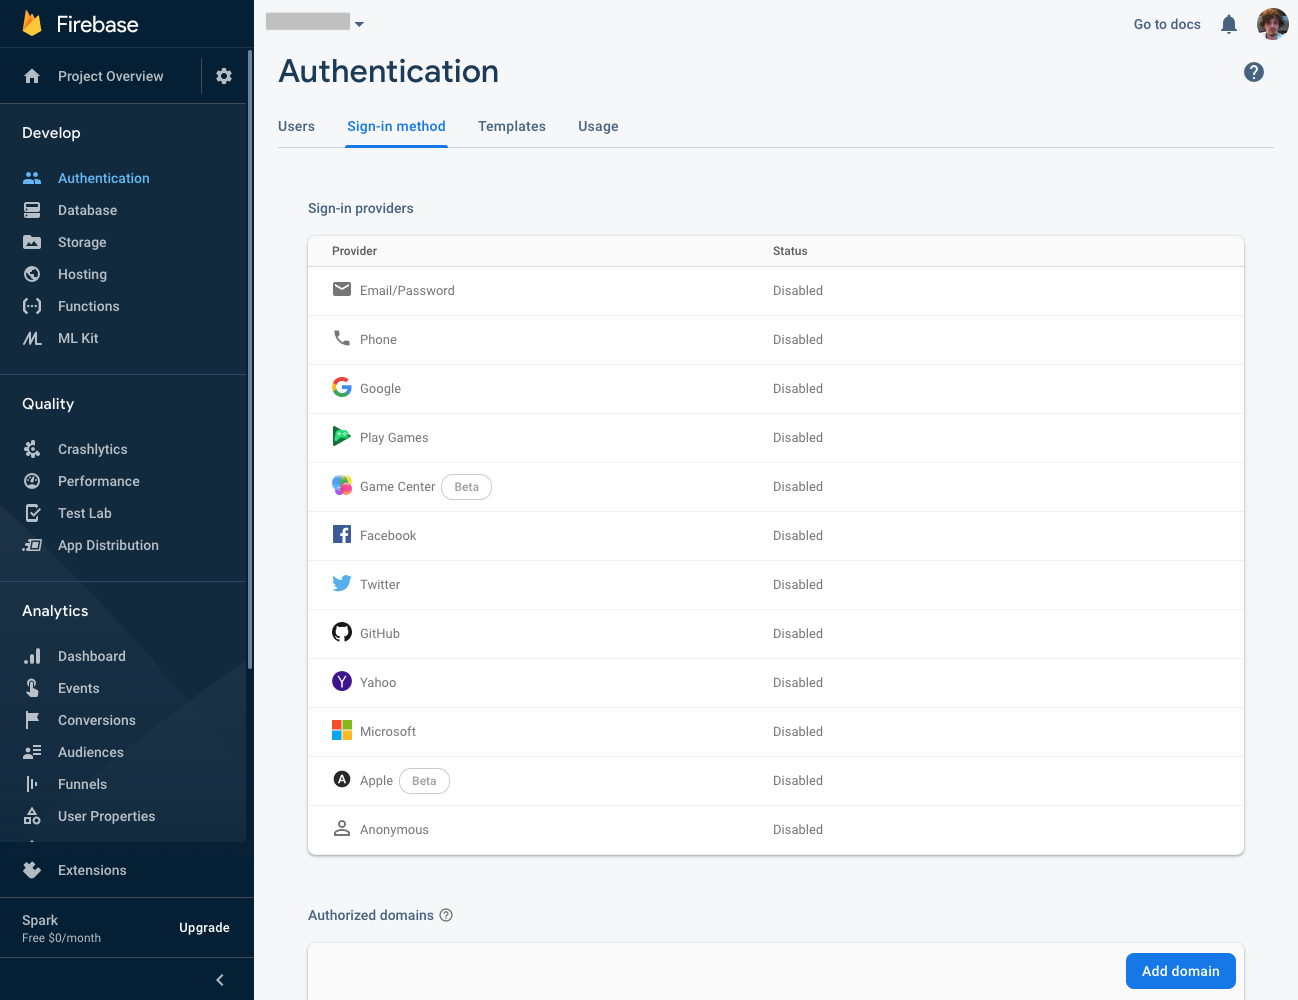 Firebase
Project Overview
Develop
Authentication
Database
Storage
Hosting
Functions
ML Kit
Quality
Crashlytics
Performance
Test Lab
App Distribution
Analytics
Dashboard
Events
Conversions
Audiences
Funnels
User Properties
Extensions
Spark
Free $0/month
Upgrade
Go to docs
Authentication
Users Sign-in method Templates Usage
Sign-in providers
Provider Status
Email/Password Disabled
Phone Disabled
Google Disabled
Play Games Disabled
Game Center Beta Disabled
Facebook Disabled
Twitter Disabled
GitHub Disabled
Yahoo Disabled
Microsoft Disabled
Apple Beta Disabled
Anonymous Disabled
Authorized domains
Add domain